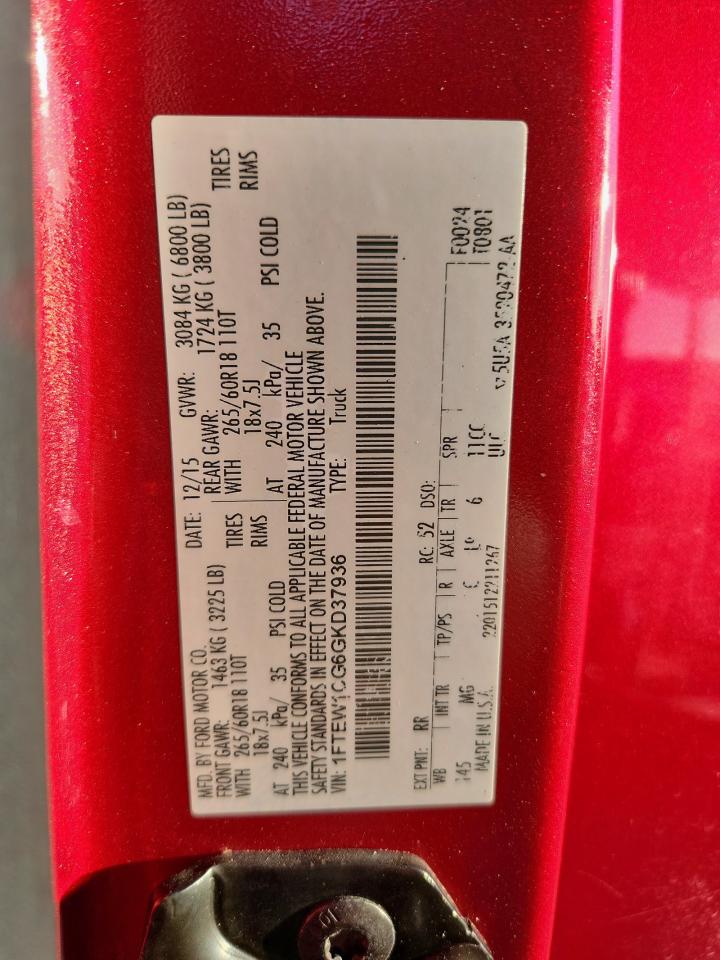 MFD. BY FORD MOTOR CO.
DATE: 12/15 GVWR: 3084 KG ( 6800 LB)
FRONT GAWR: 1463 KG ( 3225 LB) REAR GAWR: 1724 KG ( 3800 LB)
WITH 265/60R18 110T TIRES WITH 265/60R18 110T TIRES
18x7.5J RIMS 18x7.5J RIMS
AT 240 kPa/ 35 PSI COLD AT 240 kPa/ 35 PSI COLD
THIS VEHICLE CONFORMS TO ALL APPLICABLE FEDERAL MOTOR VEHICLE
SAFETY STANDARDS IN EFFECT ON THE DATE OF MANUFACTURE SHOWN ABOVE.
VIN: 1FTEW1CG6GKD37936 TYPE: Truck
EXT PNT: RR RC: 52 DSO: F0024
WB INT TR TP/PS R AXLE TR SPR T0801
145 MG 6
MADE IN U.S.A.